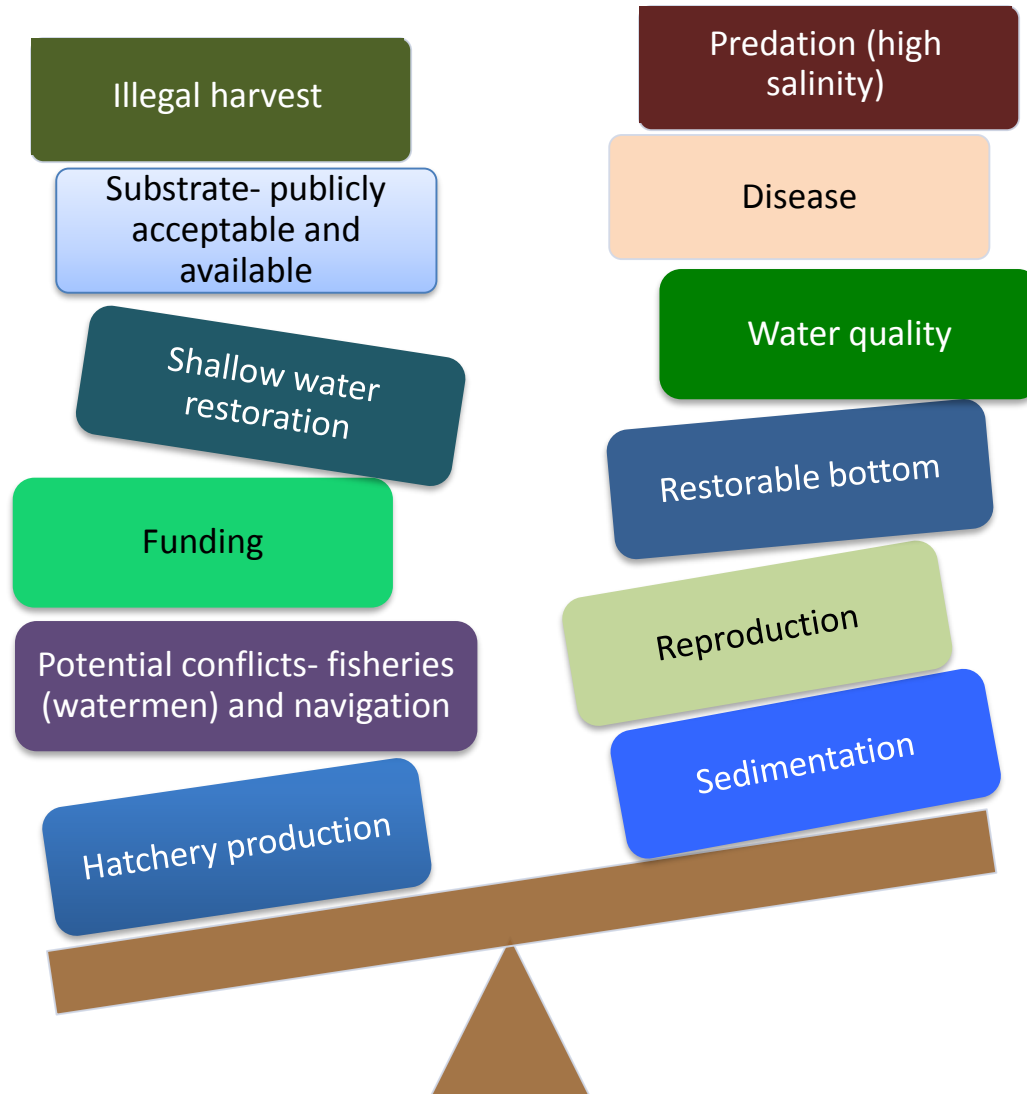 Illegal harvest
Substrate- publicly
acceptable and
available
Shallow water
restoration
Funding
Potential conflicts- fisheries
(watermen) and navigation
Hatchery production
Predation (high
salinity)
Disease
Water quality
Restorable bottom
Reproduction
Sedimentation